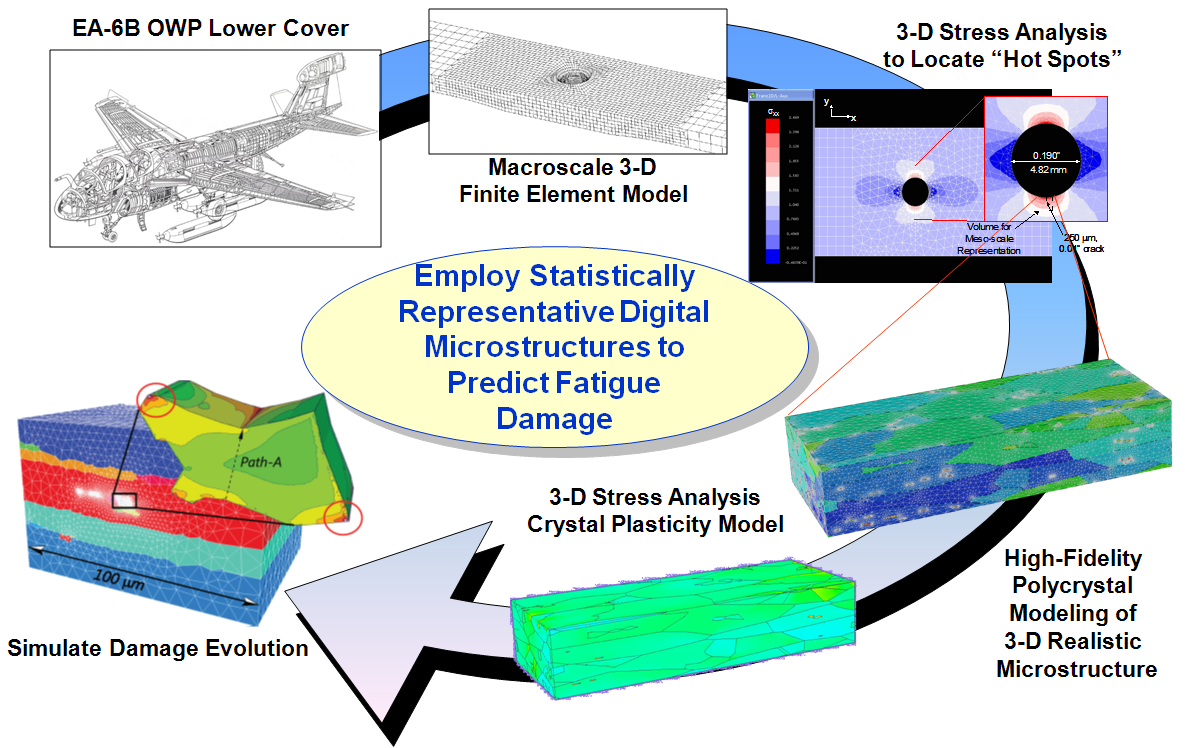 EA-6B OWP Lower Cover
Macroscale 3-D
Finite Element Model
3-D Stress Analysis
to Locate “Hot Spots”
σxx
y
x
0.190"
4.82 mm
Volume for
Meso-scale
Representation
250 µm,
0.01" crack
Employ Statistically
Representative Digital
Microstructures to
Predict Fatigue
Damage
High-Fidelity
Polycrystal
Modeling of
3-D Realistic
Microstructure
3-D Stress Analysis
Crystal Plasticity Model
Path-A
100 µm
Simulate Damage Evolution